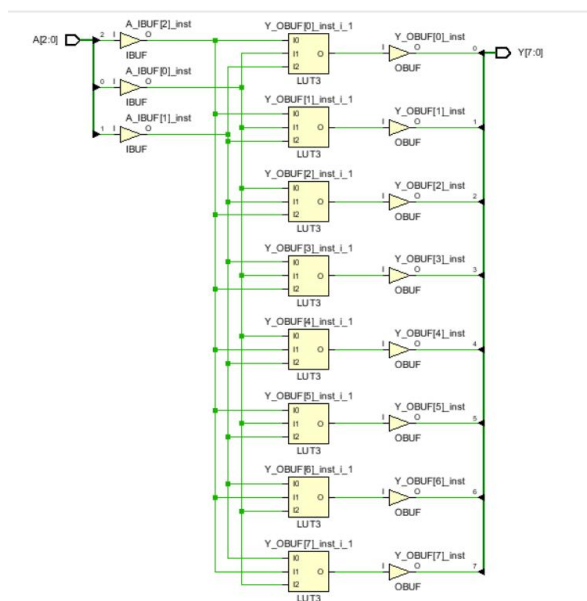 A[2:0]
2 I A_IBUF[2]_inst O
IBUF
0 I A_IBUF[0]_inst O
IBUF
1 I A_IBUF[1]_inst O
IBUF
Y_OBUF[0]_inst_i_1
I0
I1 O
I2
LUT3
Y_OBUF[0]_inst
I O 0
OBUF
Y[7:0]
Y_OBUF[1]_inst_i_1
I0
I1 O
I2
LUT3
Y_OBUF[1]_inst
I O 1
OBUF
Y_OBUF[2]_inst_i_1
I0
I1 O
I2
LUT3
Y_OBUF[2]_inst
I O 2
OBUF
Y_OBUF[3]_inst_i_1
I0
I1 O
I2
LUT3
Y_OBUF[3]_inst
I O 3
OBUF
Y_OBUF[4]_inst_i_1
I0
I1 O
I2
LUT3
Y_OBUF[4]_inst
I O 4
OBUF
Y_OBUF[5]_inst_i_1
I0
I1 O
I2
LUT3
Y_OBUF[5]_inst
I O 5
OBUF
Y_OBUF[6]_inst_i_1
I0
I1 O
I2
LUT3
Y_OBUF[6]_inst
I O 6
OBUF
Y_OBUF[7]_inst_i_1
I0
I1 O
I2
LUT3
Y_OBUF[7]_inst
I O 7
OBUF